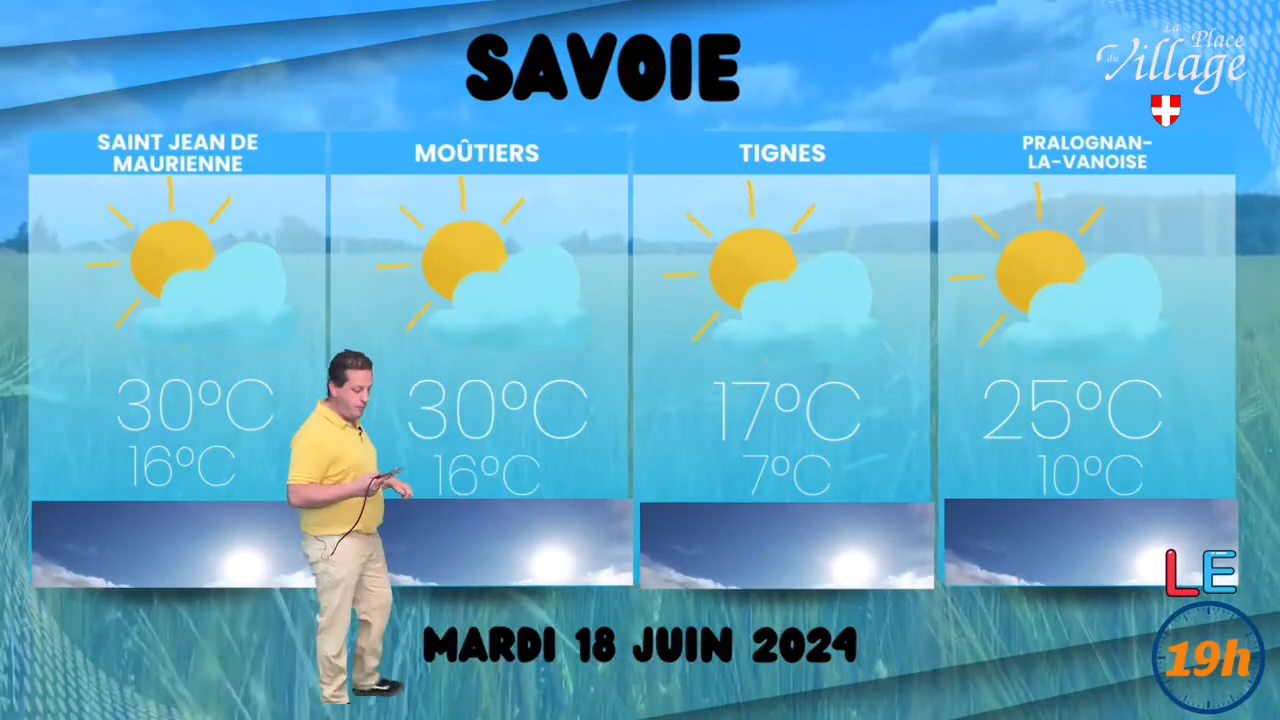 SAVOIE
La Place
du Village
SAINT JEAN DE
MAURIENNE
MOÛTIERS
TIGNES
PRALOGNAN-
LA-VANOISE
30°C
30°C
17°C
25°C
16°C
16°C
7°C
10°C
LE
19h
MARDI 18 JUIN 2024